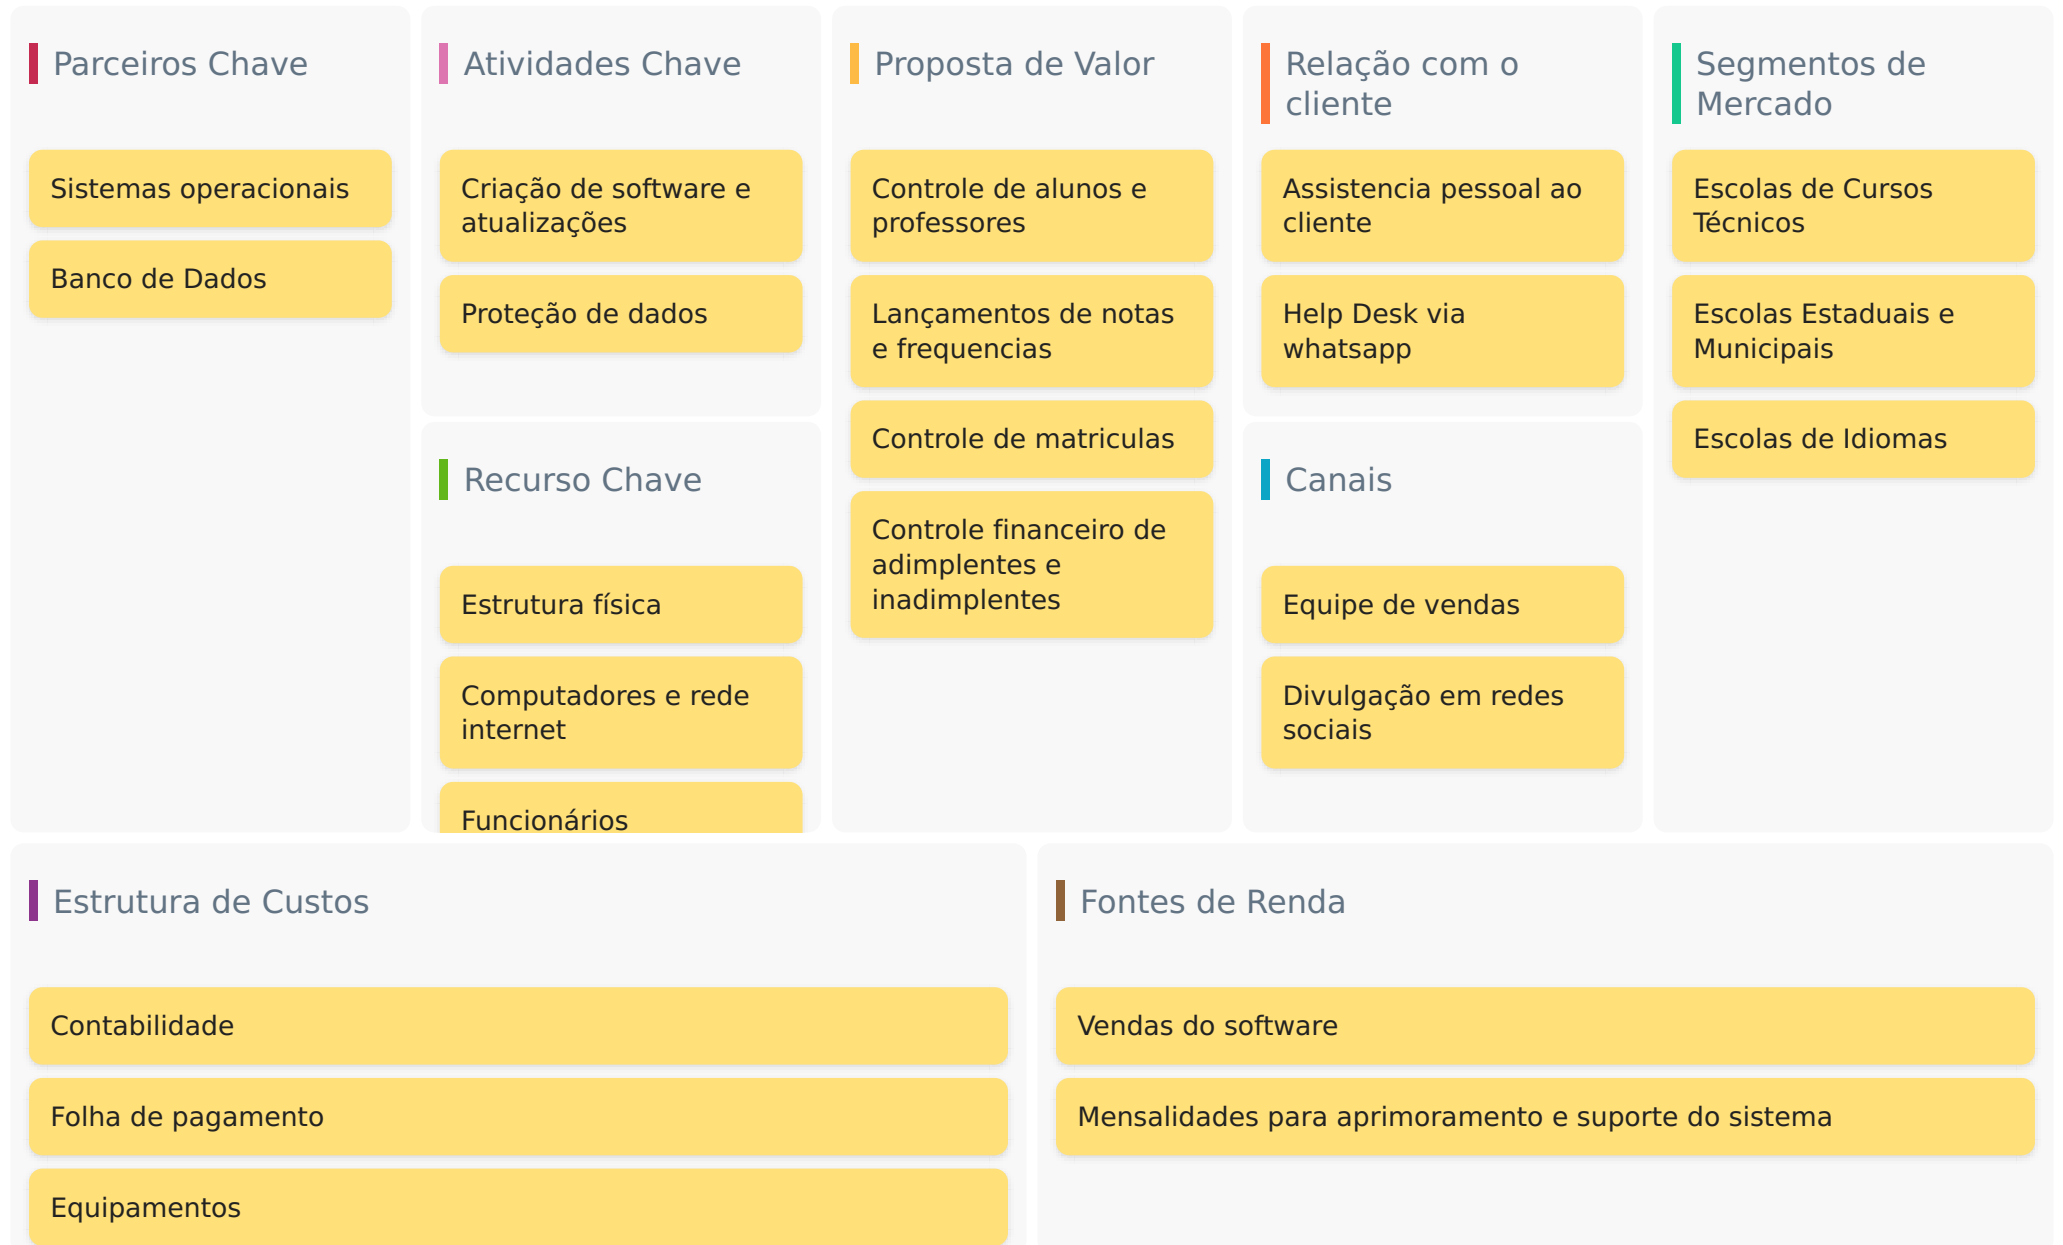 Parceiros Chave
Sistemas operacionais
Banco de Dados
Atividades Chave
Criação de software e
atualizações
Proteção de dados
Recurso Chave
Estrutura física
Computadores e rede
internet
Funcionários
Proposta de Valor
Controle de alunos e
professores
Lançamentos de notas
e frequencias
Controle de matriculas
Controle financeiro de
adimplentes e
inadimplentes
Relação com o
cliente
Assistencia pessoal ao
cliente
Help Desk via
whatsapp
Canais
Equipe de vendas
Divulgação em redes
sociais
Segmentos de
Mercado
Escolas de Cursos
Técnicos
Escolas Estaduais e
Municipais
Escolas de Idiomas
Estrutura de Custos
Contabilidade
Folha de pagamento
Equipamentos
Fontes de Renda
Vendas do software
Mensalidades para aprimoramento e suporte do sistema